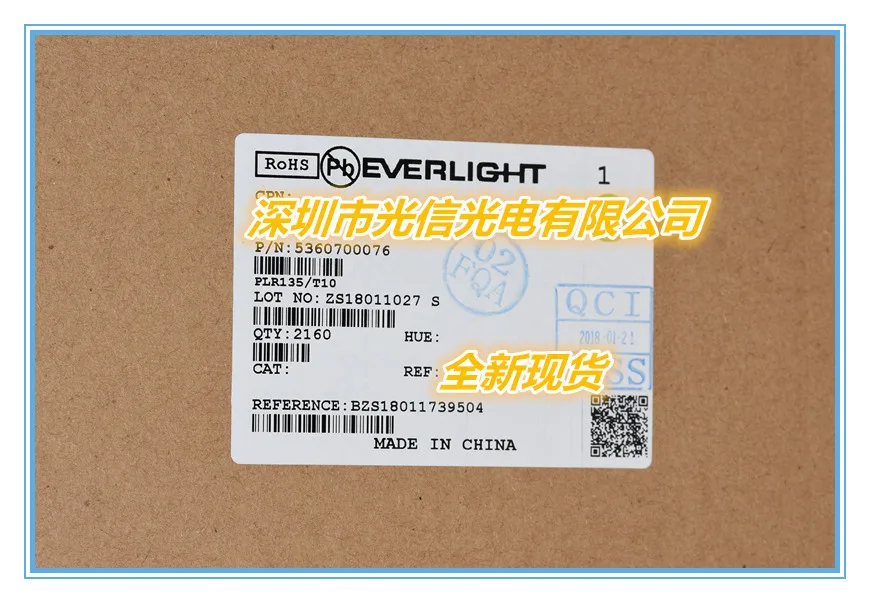 RoHS Pb EVERLIGHT 1
CPN:
深圳市光信光电有限公司
P/N:5360700076
02
FQA
PLR135/T10
LOT NO:ZS18011027 S
QCI
QTY:2160 HUE:
2018-01-21
CAT: REF:
全新现货
REFERENCE:BZS18011739504
MADE IN CHINA